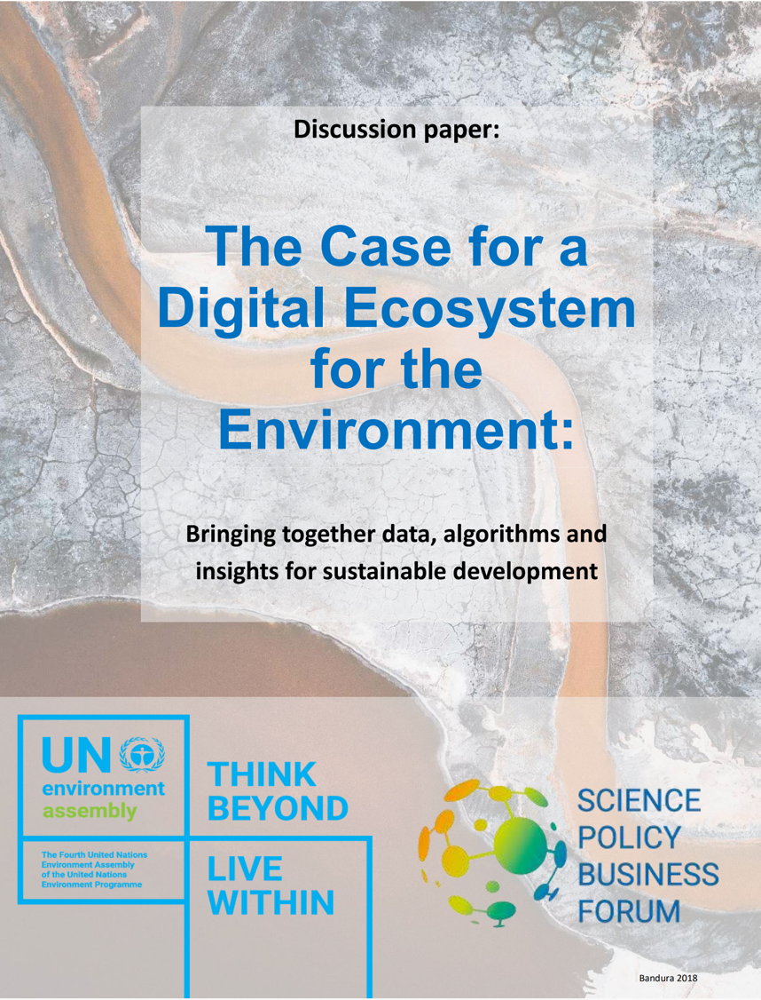 Discussion paper:
The Case for a
Digital Ecosystem
for the
Environment:
Bringing together data, algorithms and
insights for sustainable development
UN
environment
assembly
The Fourth United Nations
Environment Assembly
of the United Nations
Environment Programme
THINK
BEYOND
LIVE
WITHIN
SCIENCE
POLICY
BUSINESS
FORUM
Bandura 2018